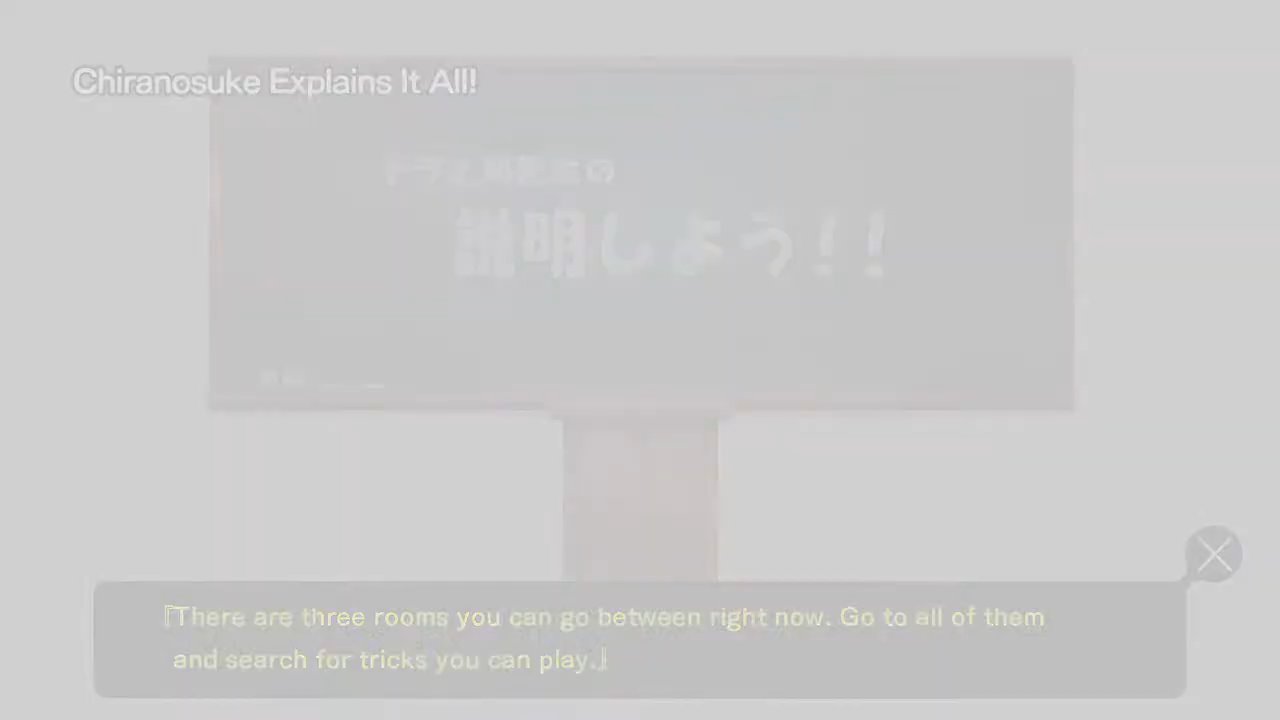 Chiranosuke Explains It All!
説明しよう!!
『There are three rooms you can go between right now. Go to all of them
and search for tricks you can play.』